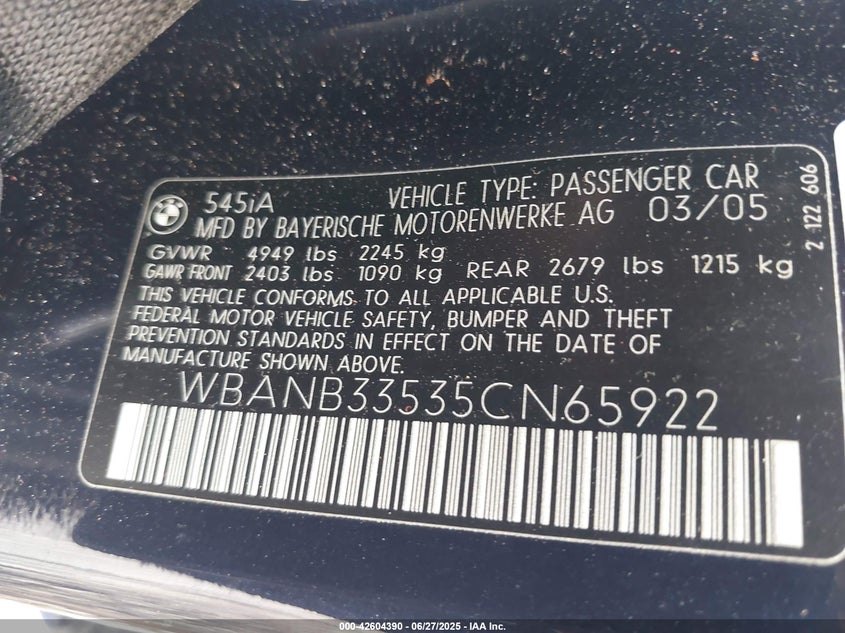 545iA VEHICLE TYPE: PASSENGER CAR
MFD BY BAYERISCHE MOTORENWERKE AG 03/05
GVWR 4949 lbs 2245 kg
GAWR FRONT 2403 lbs 1090 kg REAR 2679 lbs 1215 kg
THIS VEHICLE CONFORMS TO ALL APPLICABLE U.S.
FEDERAL MOTOR VEHICLE SAFETY, BUMPER AND THEFT
PREVENTION STANDARDS IN EFFECT ON THE DATE OF
MANUFACTURE SHOWN ABOVE.
WBANB33535CN65922
2 122 606
000-42604390 - 06/27/2025 - IAA Inc.